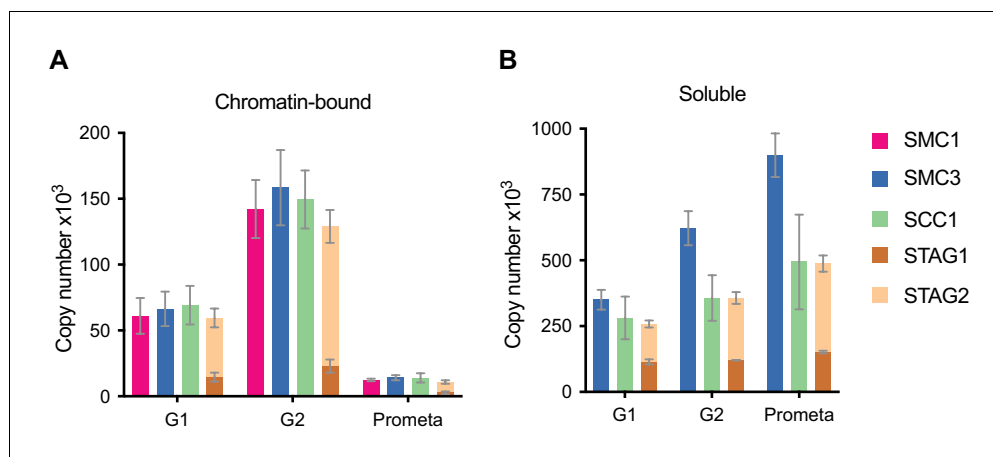 A
Chromatin-bound
Copy number x10³
200
150
100
50
0
G1 G2 Prometa
B
Soluble
Copy number x10³
1000
750
500
250
0
G1 G2 Prometa
SMC1
SMC3
SCC1
STAG1
STAG2